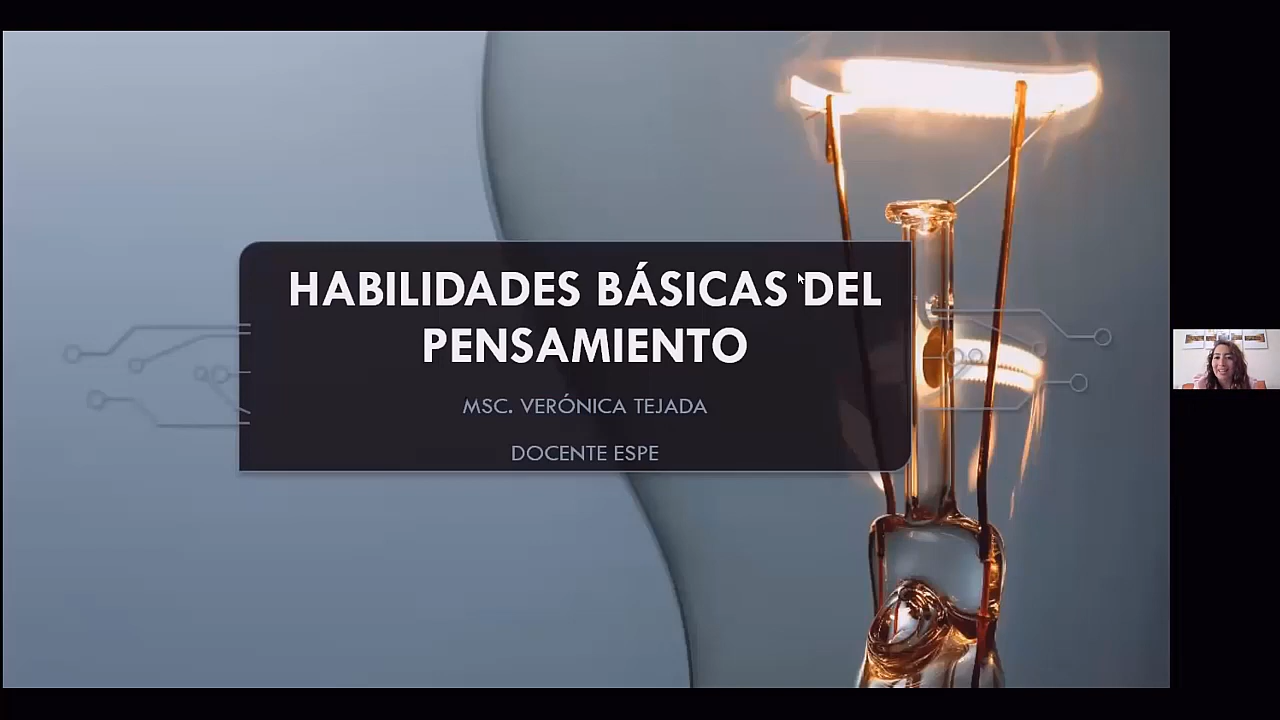 HABILIDADES BÁSICAS DEL
PENSAMIENTO
MSC. VERÓNICA TEJADA
DOCENTE ESPE